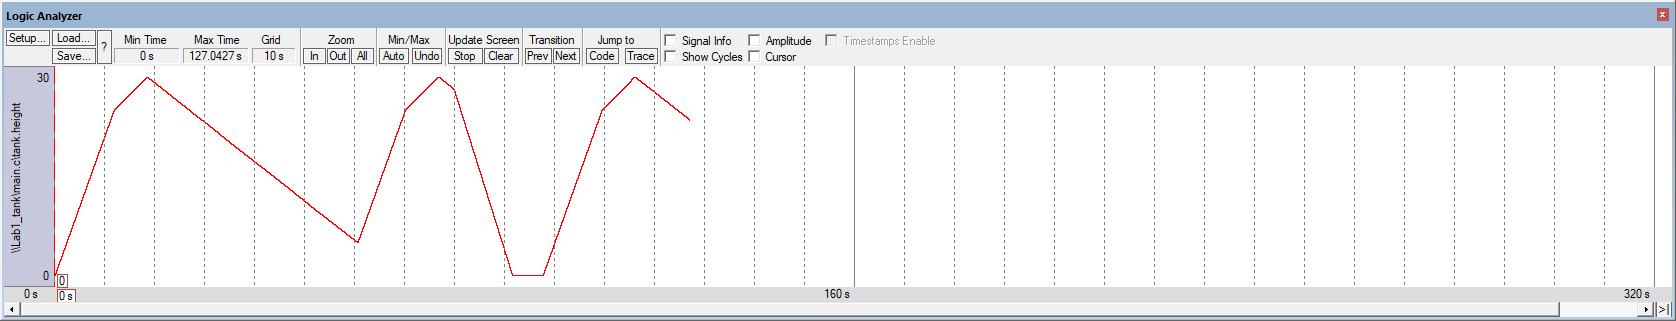 Logic Analyzer
x
Setup... Load... Save... ?
Min Time Max Time Grid
0 s 127.0427 s 10 s
Zoom
In Out All
Min/Max
Auto Undo
Update Screen
Stop Clear
Transition
Prev Next
Jump to
Code Trace
Signal Info Amplitude Timestamps Enable
Show Cycles Cursor
30
\\Lab1_tank\main.c\tank.height
0
0
0 s 0 s 160 s 320 s
>|